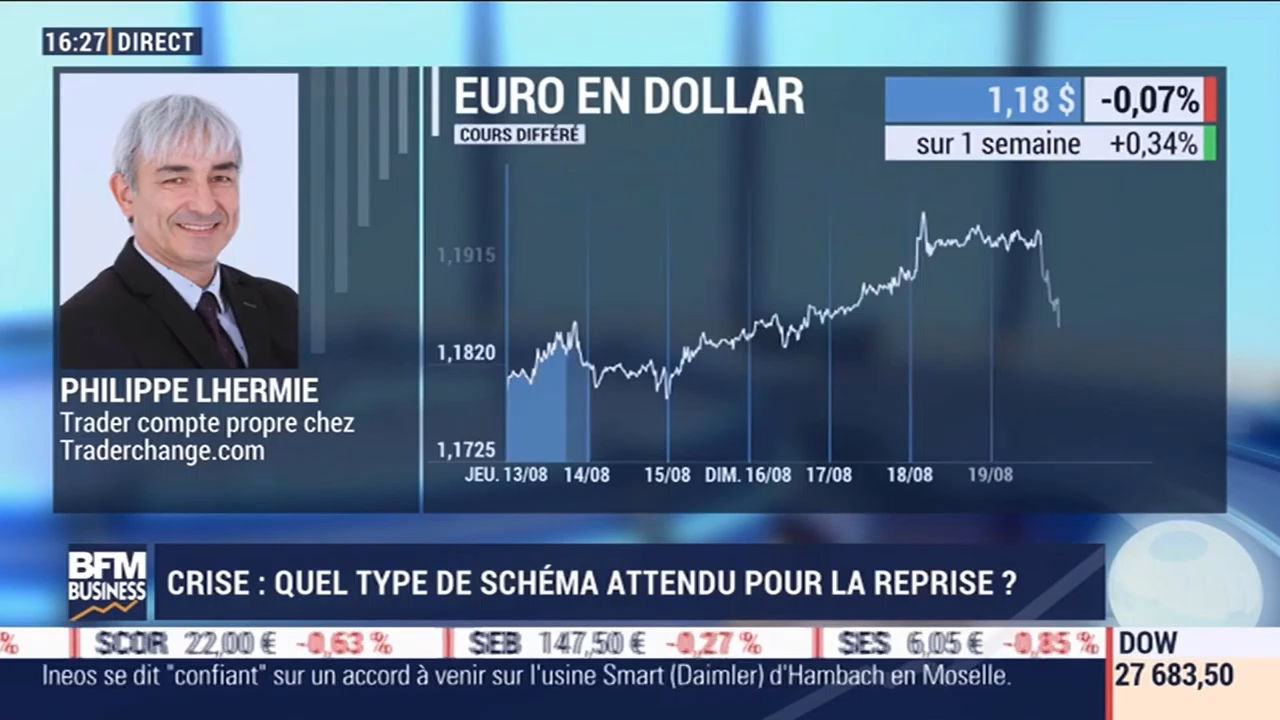 16:27 DIRECT
EURO EN DOLLAR
COURS DIFFÉRÉ
1,18 $ -0,07%
sur 1 semaine +0,34%
1,1915
1,1820
1,1725
JEU. 13/08 14/08 15/08 DIM. 16/08 17/08 18/08 19/08
PHILIPPE LHERMIE
Trader compte propre chez
Traderchange.com
BFM
BUSINESS
CRISE : QUEL TYPE DE SCHÉMA ATTENDU POUR LA REPRISE ?
% SCOR 22,00 € -0,63 % SEB 147,50 € -0,27 % SES 6,05 € -0,85 %
DOW
27 683,50
Ineos se dit "confiant" sur un accord à venir sur l'usine Smart (Daimler) d'Hambach en Moselle.